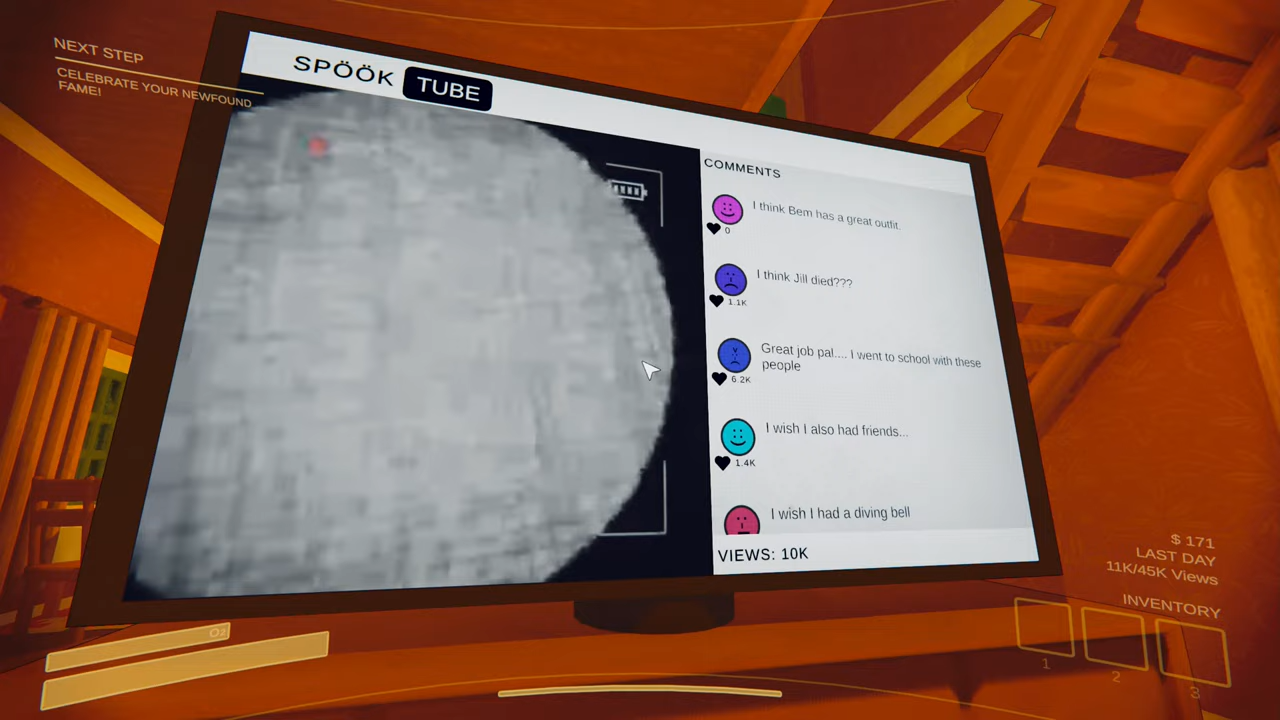 NEXT STEP
CELEBRATE YOUR NEWFOUND
FAME!
SPÖÖK TUBE
COMMENTS
I think Bem has a great outfit.
0
I think Jill died???
1.1K
Great job pal.... I went to school with these
people
6.2K
I wish I also had friends...
1.4K
I wish I had a diving bell
VIEWS: 10K
$ 171
LAST DAY
11K/45K Views
INVENTORY
1
2
3
O2